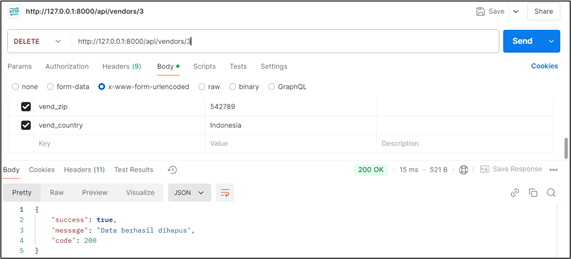 HTTP http://127.0.0.1:8000/api/vendors/3 Save Share
DELETE http://127.0.0.1:8000/api/vendors/3 Send
Params Authorization Headers (9) Body Scripts Tests Settings Cookies
none form-data x-www-form-urlencoded raw binary GraphQL
vend_zip 542789
vend_country Indonesia
Key Value Description
Body Cookies Headers (11) Test Results 200 OK 15 ms 521 B Save Response
Pretty Raw Preview Visualize JSON
1 {
2 "success": true,
3 "message": "Data berhasil dihapus",
4 "code": 200
5 }